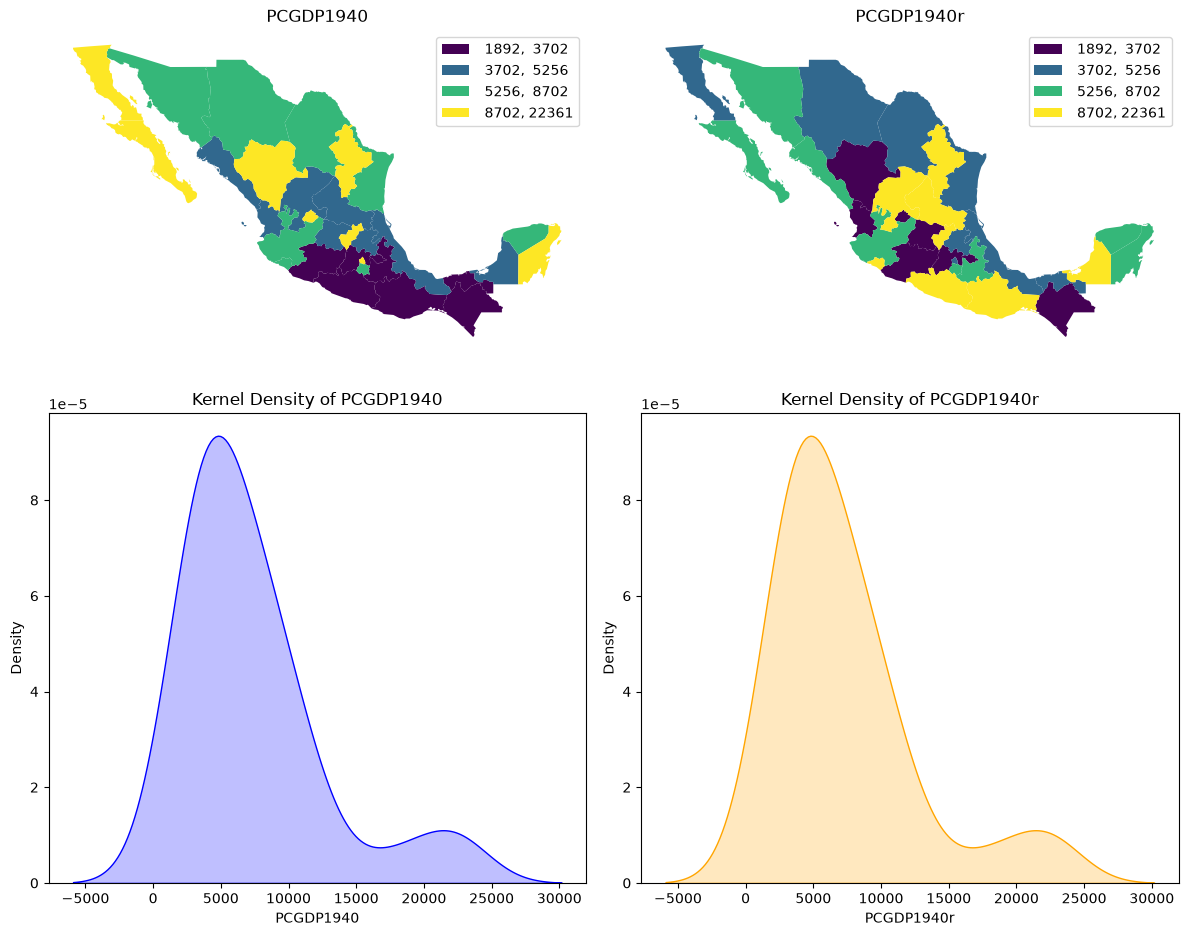 PCGDP1940
1892, 3702
3702, 5256
5256, 8702
8702, 22361
PCGDP1940r
1892, 3702
3702, 5256
5256, 8702
8702, 22361
Kernel Density of PCGDP1940
1e−5
8
6
4
2
0
Density
−5000 0 5000 10000 15000 20000 25000 30000
PCGDP1940
Kernel Density of PCGDP1940r
1e−5
8
6
4
2
0
Density
−5000 0 5000 10000 15000 20000 25000 30000
PCGDP1940r